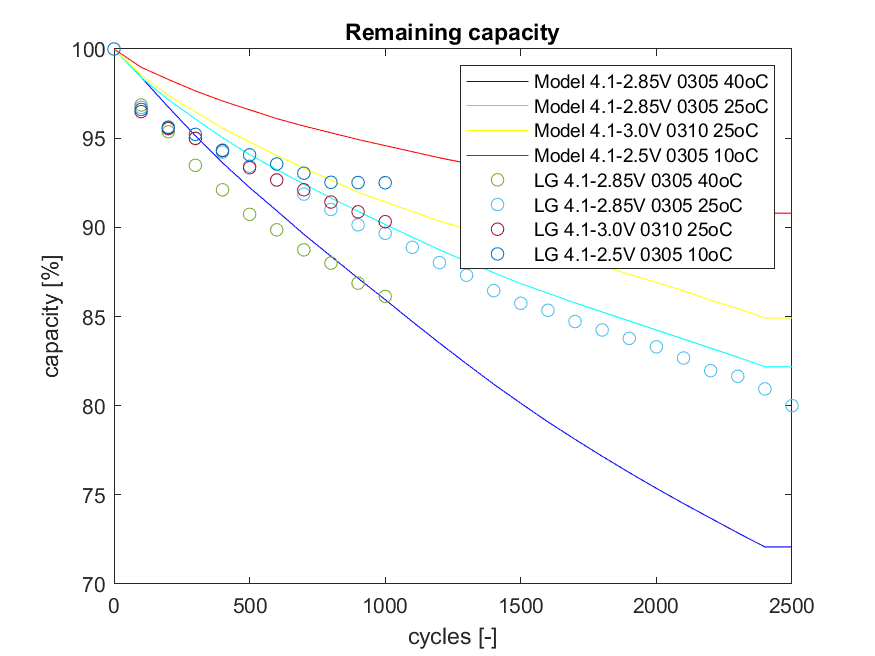 Remaining capacity
100
95
90
85
80
75
70
capacity [%]
0
500
1000
1500
2000
2500
cycles [-]
Model 4.1-2.85V 0305 40oC
Model 4.1-2.85V 0305 25oC
Model 4.1-3.0V 0310 25oC
Model 4.1-2.5V 0305 10oC
LG 4.1-2.85V 0305 40oC
LG 4.1-2.85V 0305 25oC
LG 4.1-3.0V 0310 25oC
LG 4.1-2.5V 0305 10oC